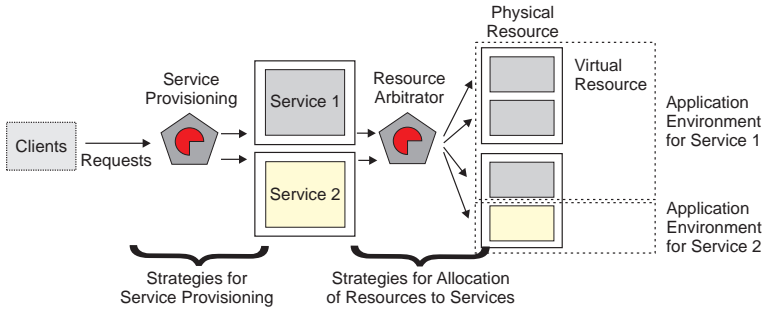 Physical
Resource
Service
Provisioning
Resource
Arbitrator
Virtual
Resource
Service 1
Clients
Requests
Service 2
Application
Environment
for Service 1
Application
Environment
for Service 2
Strategies for
Service Provisioning
Strategies for Allocation
of Resources to Services